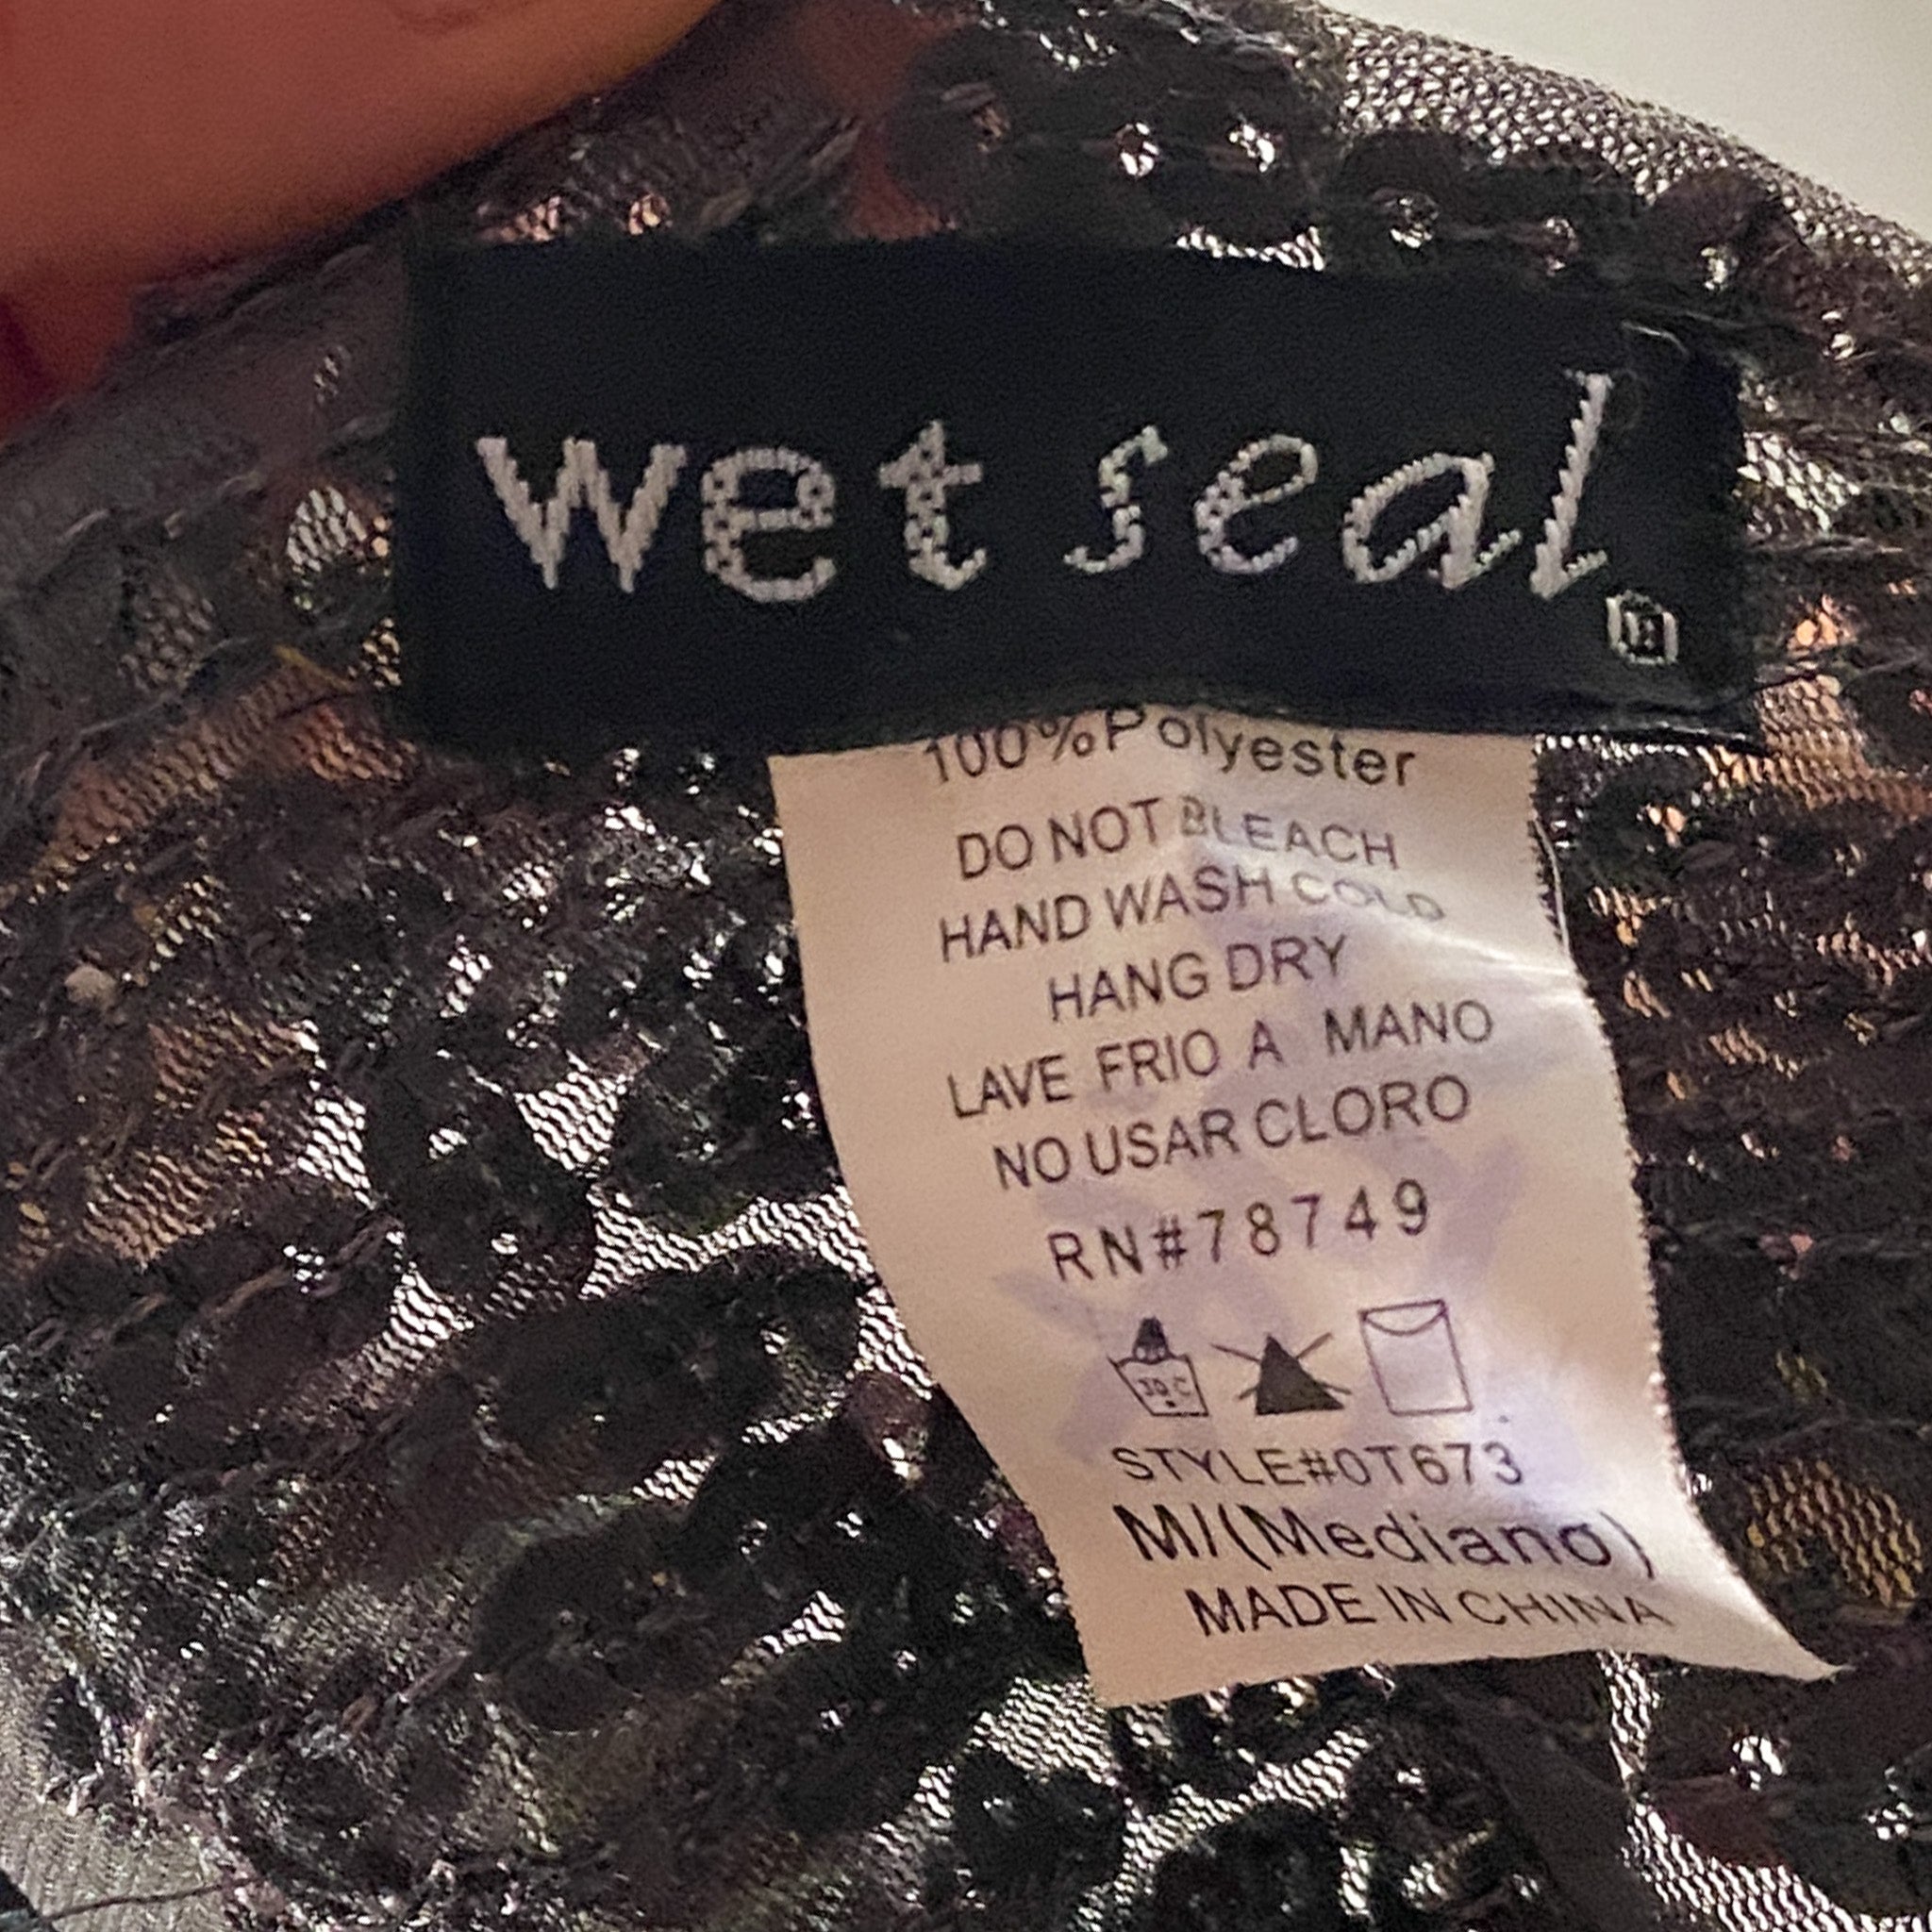 wet seal®
100%Polyester
DO NOT BLEACH
HAND WASH COLD
HANG DRY
LAVE FRIO A MANO
NO USAR CLORO
RN#78749
30 C
STYLE#0T673
M/(Mediano)
MADE IN CHINA